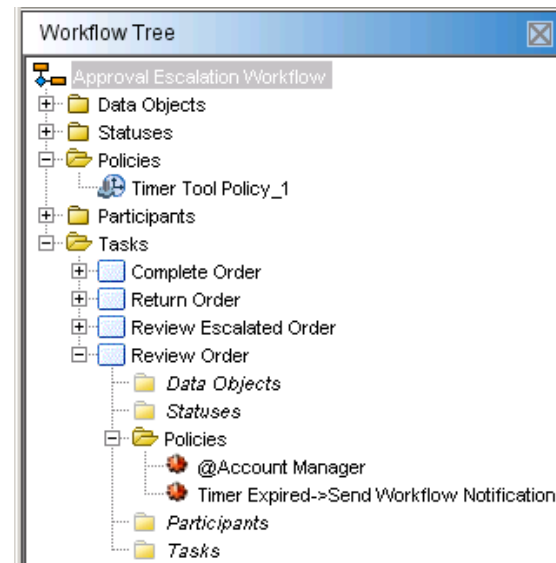 Workflow Tree
Approval Escalation Workflow
Data Objects
Statuses
Policies
Timer Tool Policy_1
Participants
Tasks
Complete Order
Return Order
Review Escalated Order
Review Order
Data Objects
Statuses
Policies
@Account Manager
Timer Expired->Send Workflow Notification
Participants
Tasks